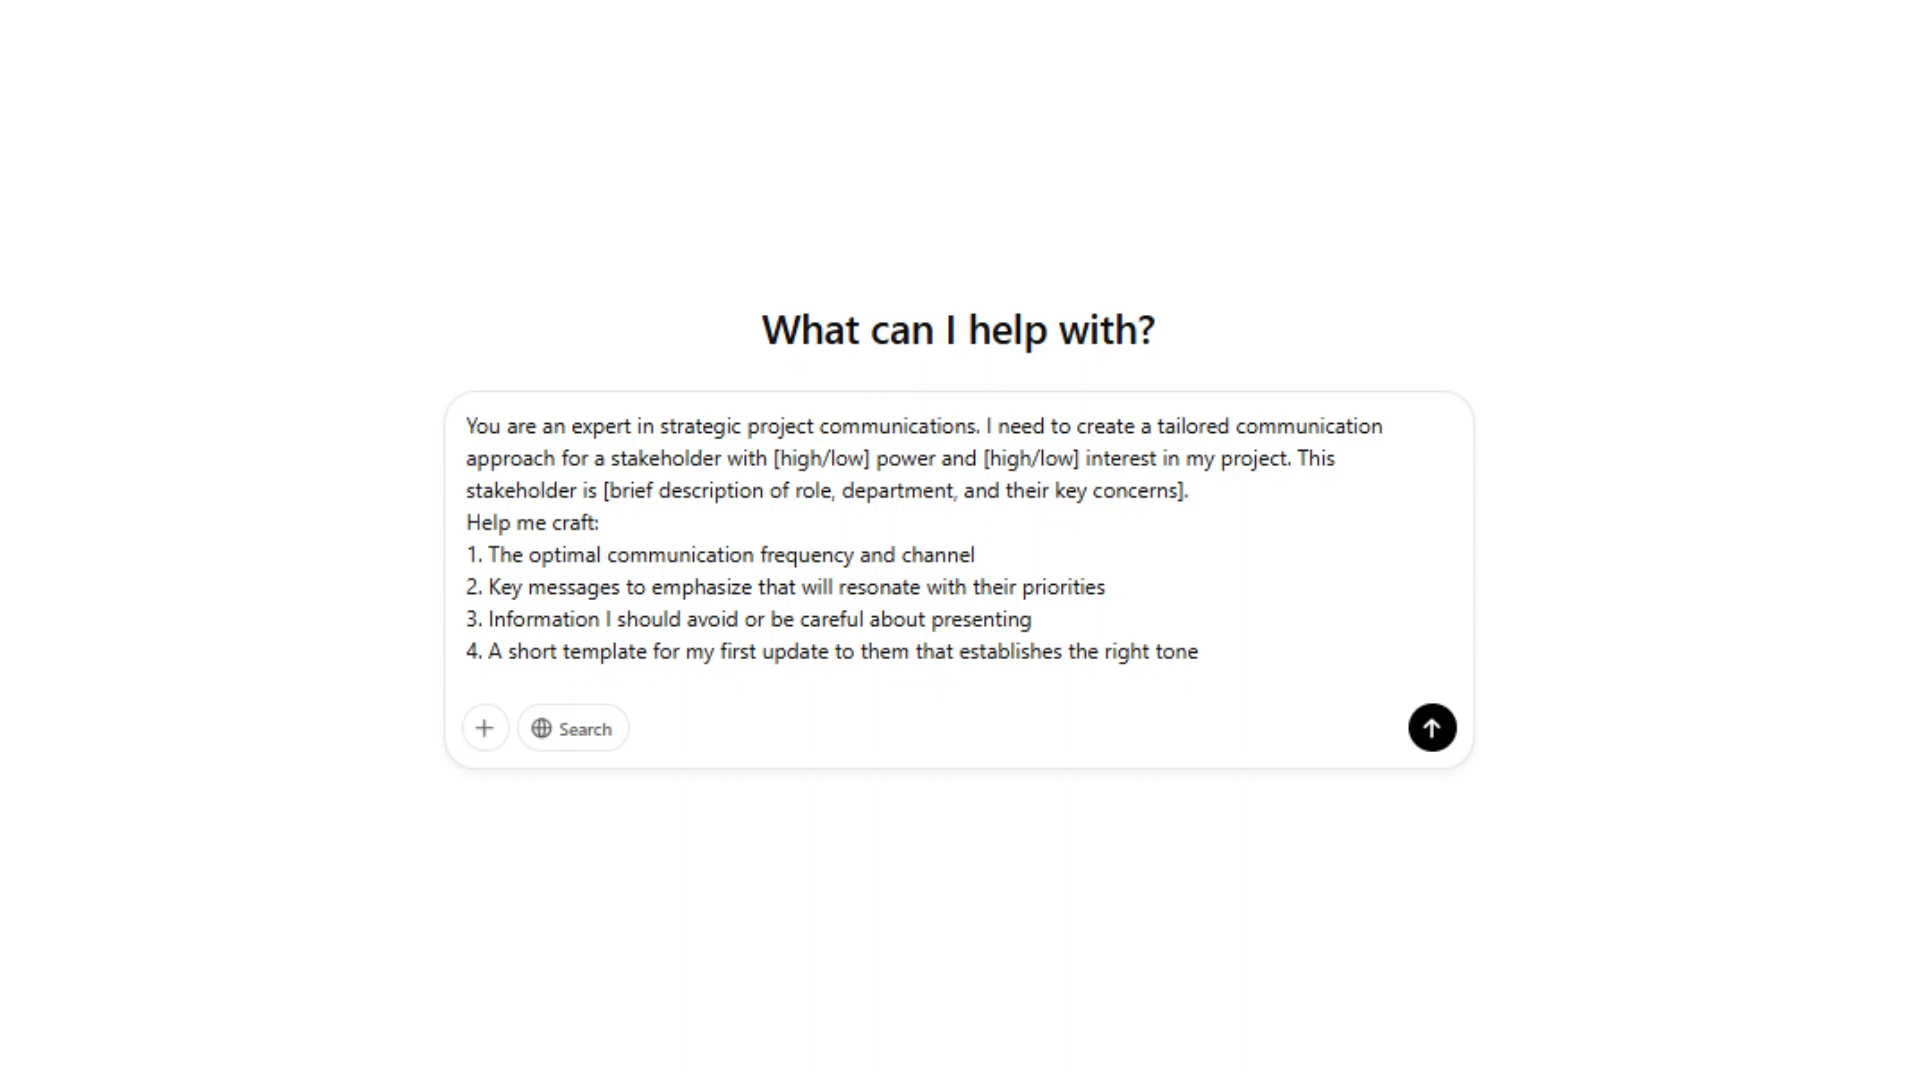 What can I help with?
You are an expert in strategic project communications. I need to create a tailored communication
approach for a stakeholder with [high/low] power and [high/low] interest in my project. This
stakeholder is [brief description of role, department, and their key concerns].
Help me craft:
1. The optimal communication frequency and channel
2. Key messages to emphasize that will resonate with their priorities
3. Information I should avoid or be careful about presenting
4. A short template for my first update to them that establishes the right tone
Search